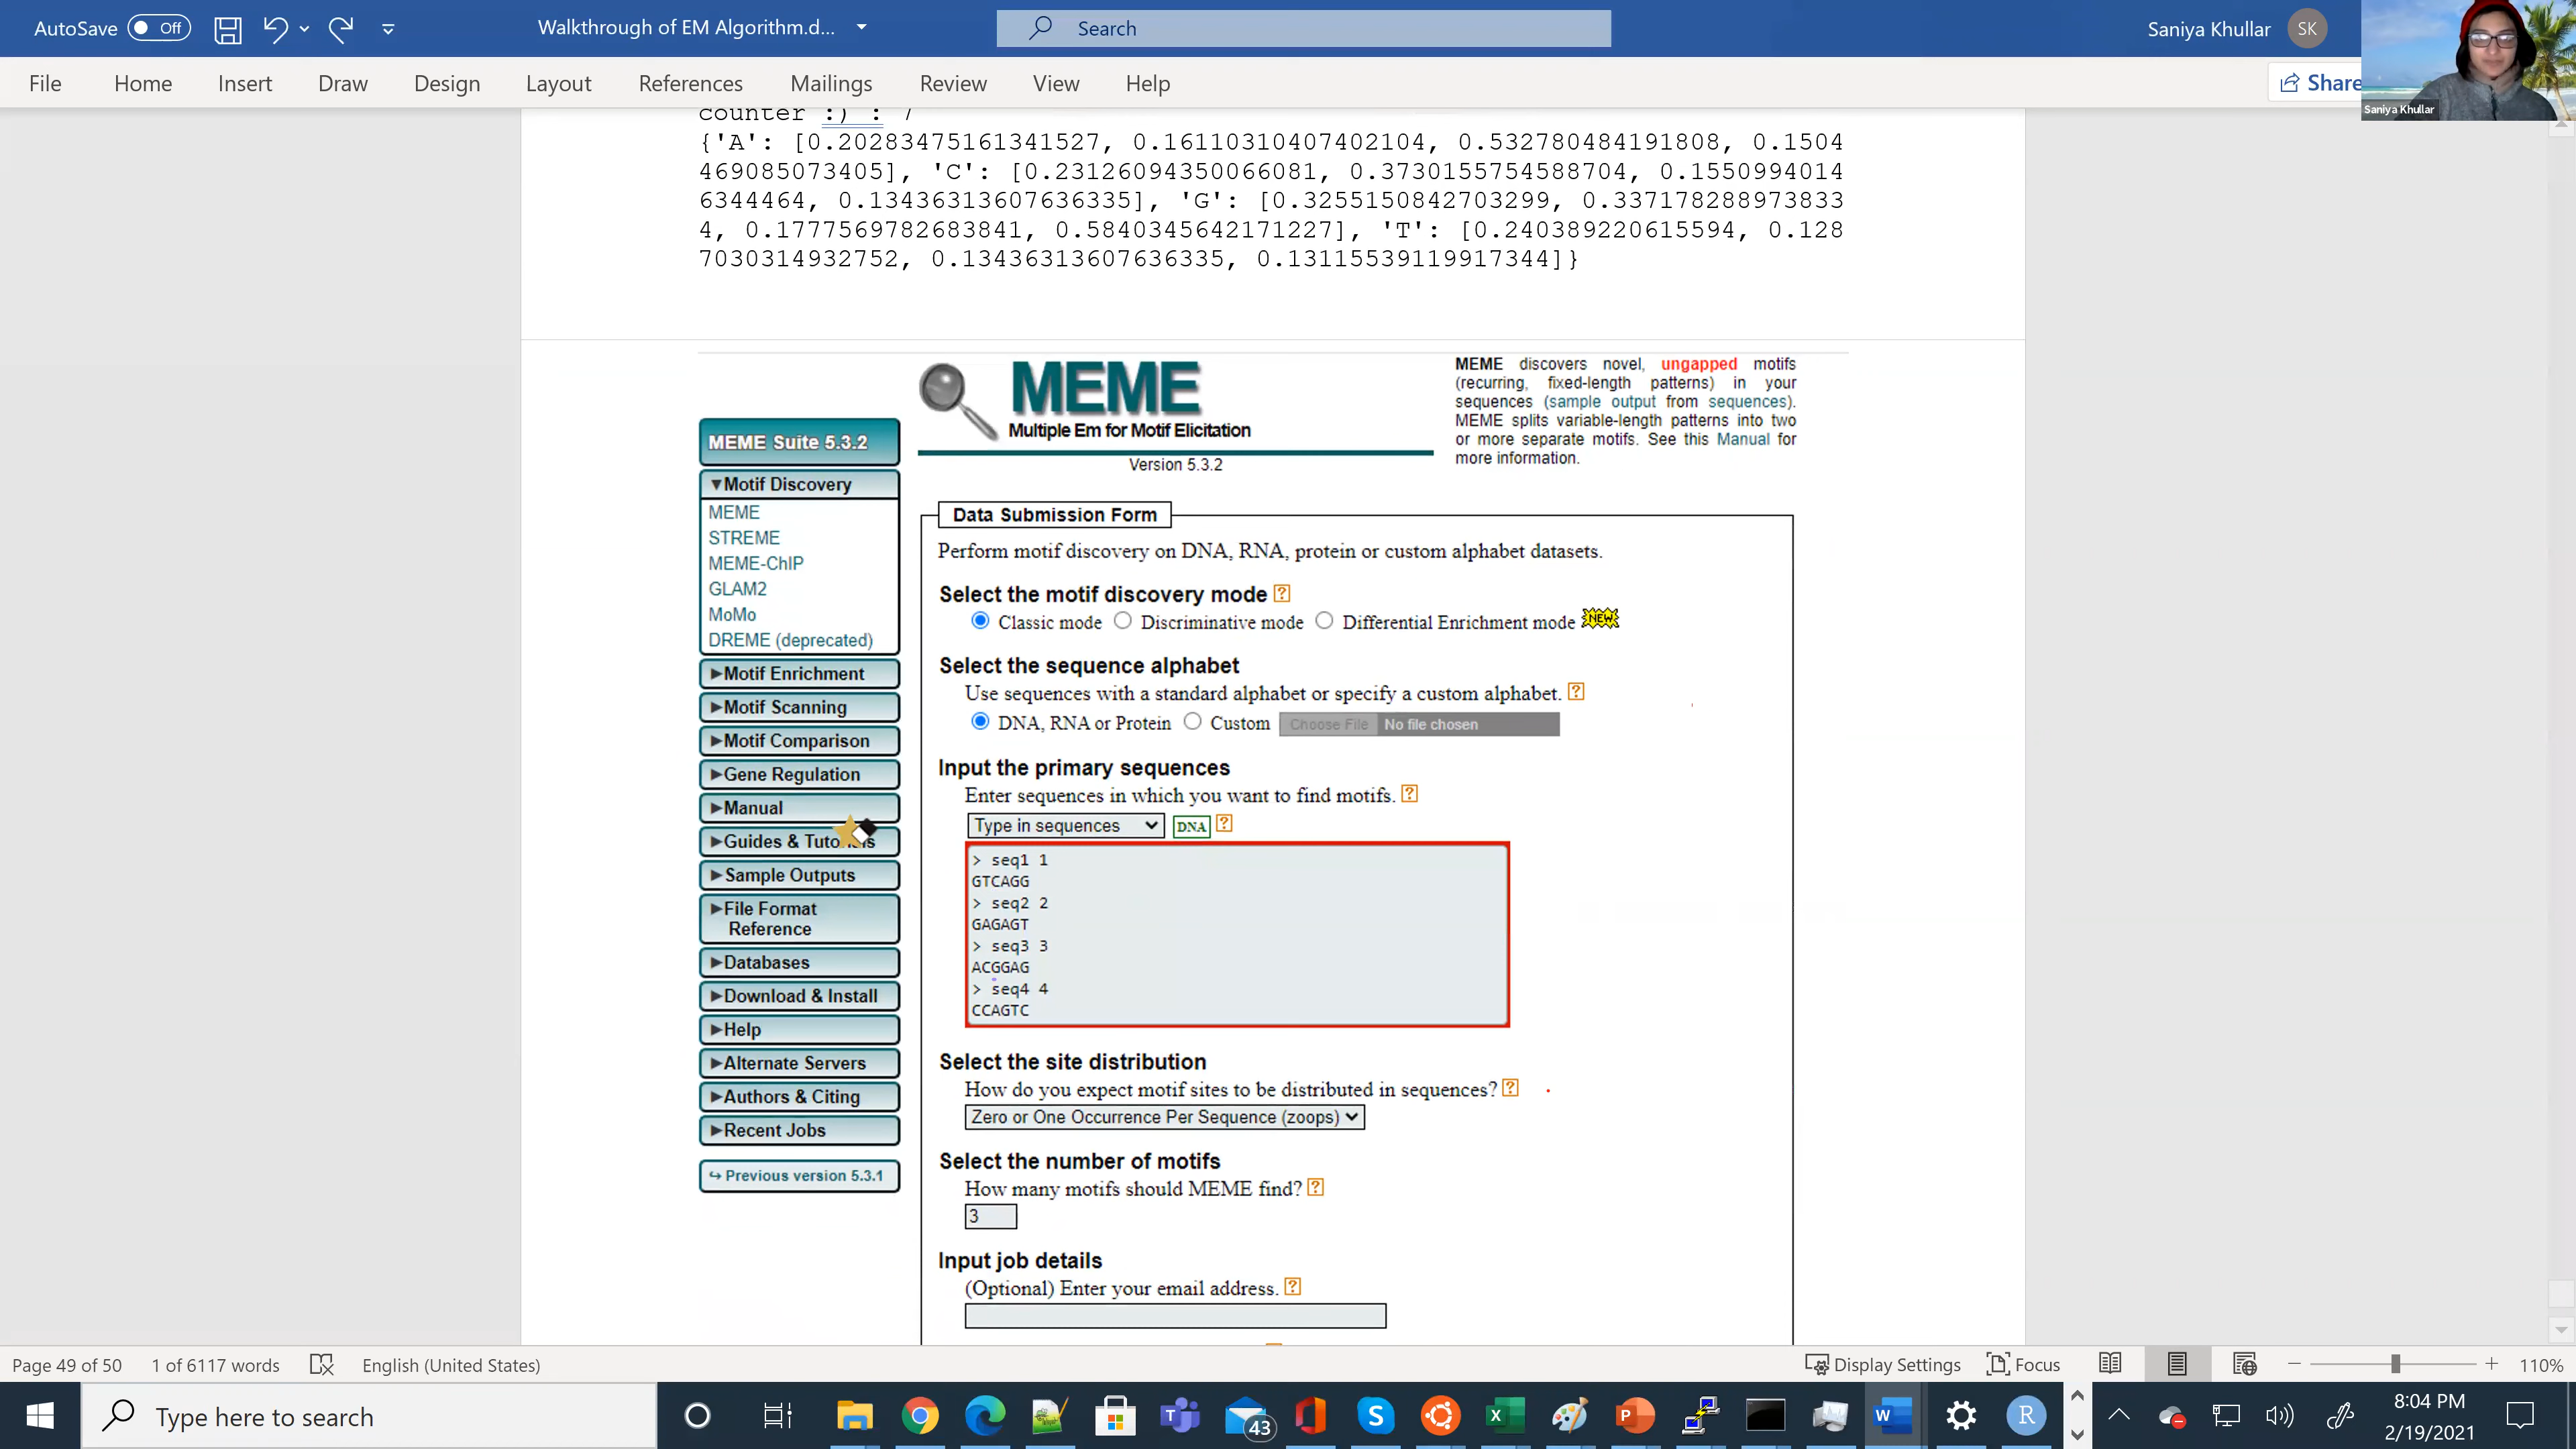 AutoSave Off
Walkthrough of EM Algorithm.d...
Search
Saniya Khullar SK
File Home Insert Draw Design Layout References Mailings Review View Help
Share
Saniya Khullar
counter :) : 7
{'A': [0.20283475161341527, 0.16110310407402104, 0.532780484191808, 0.1504
469085073405], 'C': [0.23126094350066081, 0.3730155754588704, 0.1550994014
6344464, 0.13436313607636335], 'G': [0.3255150842703299, 0.337178288973833
4, 0.1777569782683841, 0.5840345642171227], 'T': [0.240389220615594, 0.128
7030314932752, 0.13436313607636335, 0.13115539119917344]}
MEME
Multiple Em for Motif Elicitation
Version 5.3.2
MEME discovers novel, ungapped motifs
(recurring, fixed-length patterns) in your
sequences (sample output from sequences).
MEME splits variable-length patterns into two
or more separate motifs. See this Manual for
more information.
MEME Suite 5.3.2
▼Motif Discovery
MEME
STREME
MEME-ChIP
GLAM2
MoMo
DREME (deprecated)
►Motif Enrichment
►Motif Scanning
►Motif Comparison
►Gene Regulation
►Manual
►Guides & Tutorials
►Sample Outputs
►File Format
Reference
►Databases
►Download & Install
►Help
►Alternate Servers
►Authors & Citing
►Recent Jobs
↪ Previous version 5.3.1
Data Submission Form
Perform motif discovery on DNA, RNA, protein or custom alphabet datasets.
Select the motif discovery mode ?
Classic mode Discriminative mode Differential Enrichment mode NEW
Select the sequence alphabet
Use sequences with a standard alphabet or specify a custom alphabet. ?
DNA, RNA or Protein Custom Choose File No file chosen
Input the primary sequences
Enter sequences in which you want to find motifs. ?
Type in sequences DNA ?
> seq1 1
GTCAGG
> seq2 2
GAGAGT
> seq3 3
ACGGAG
> seq4 4
CCAGTC
Select the site distribution
How do you expect motif sites to be distributed in sequences? ?
Zero or One Occurrence Per Sequence (zoops)
Select the number of motifs
How many motifs should MEME find? ?
3
Input job details
(Optional) Enter your email address. ?
Page 49 of 50 1 of 6117 words English (United States)
Display Settings Focus 110%
Type here to search
43
8:04 PM
2/19/2021